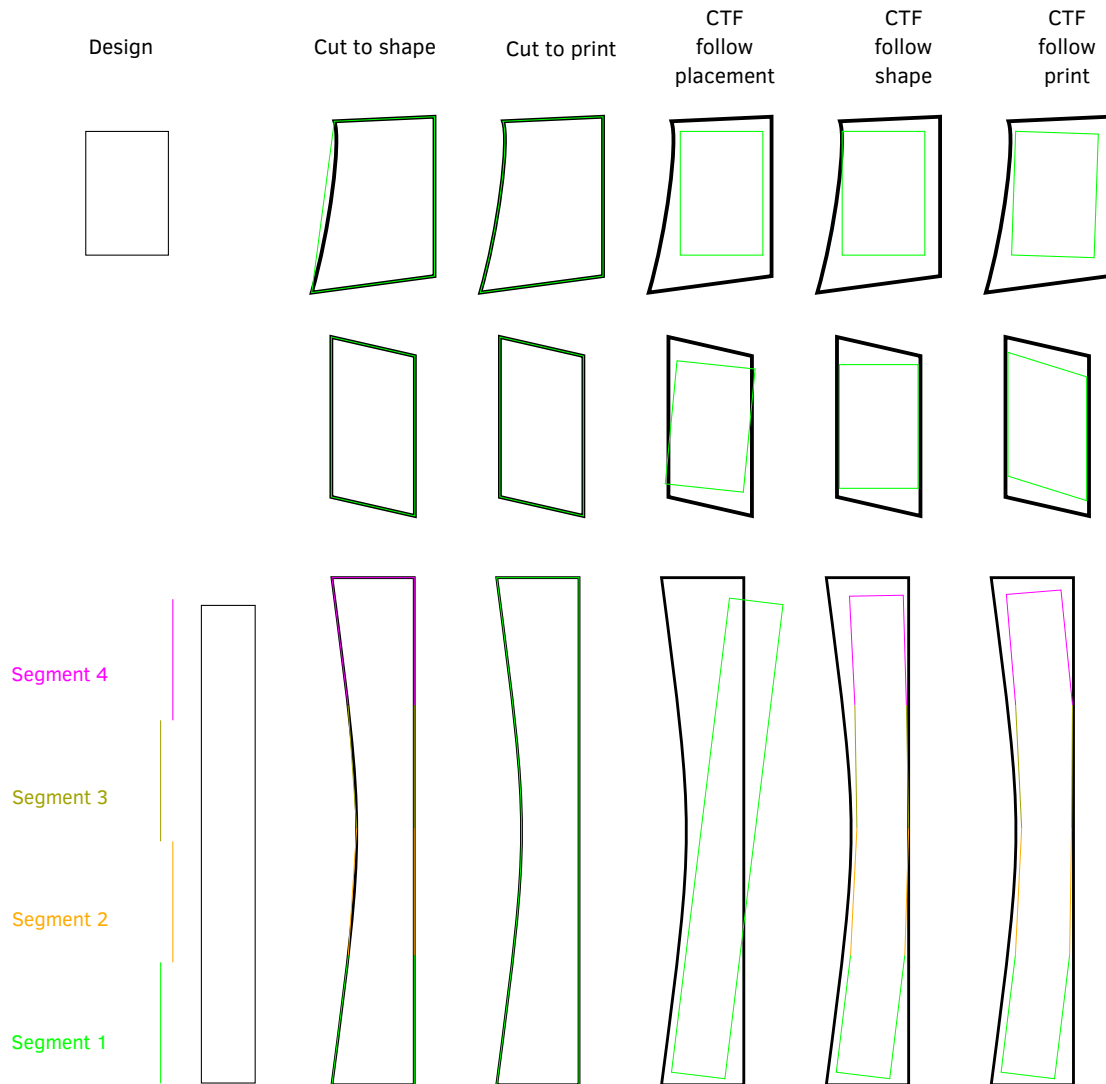 Design
Cut to shape
Cut to print
CTF
follow
placement
CTF
follow
shape
CTF
follow
print
Segment 4
Segment 3
Segment 2
Segment 1